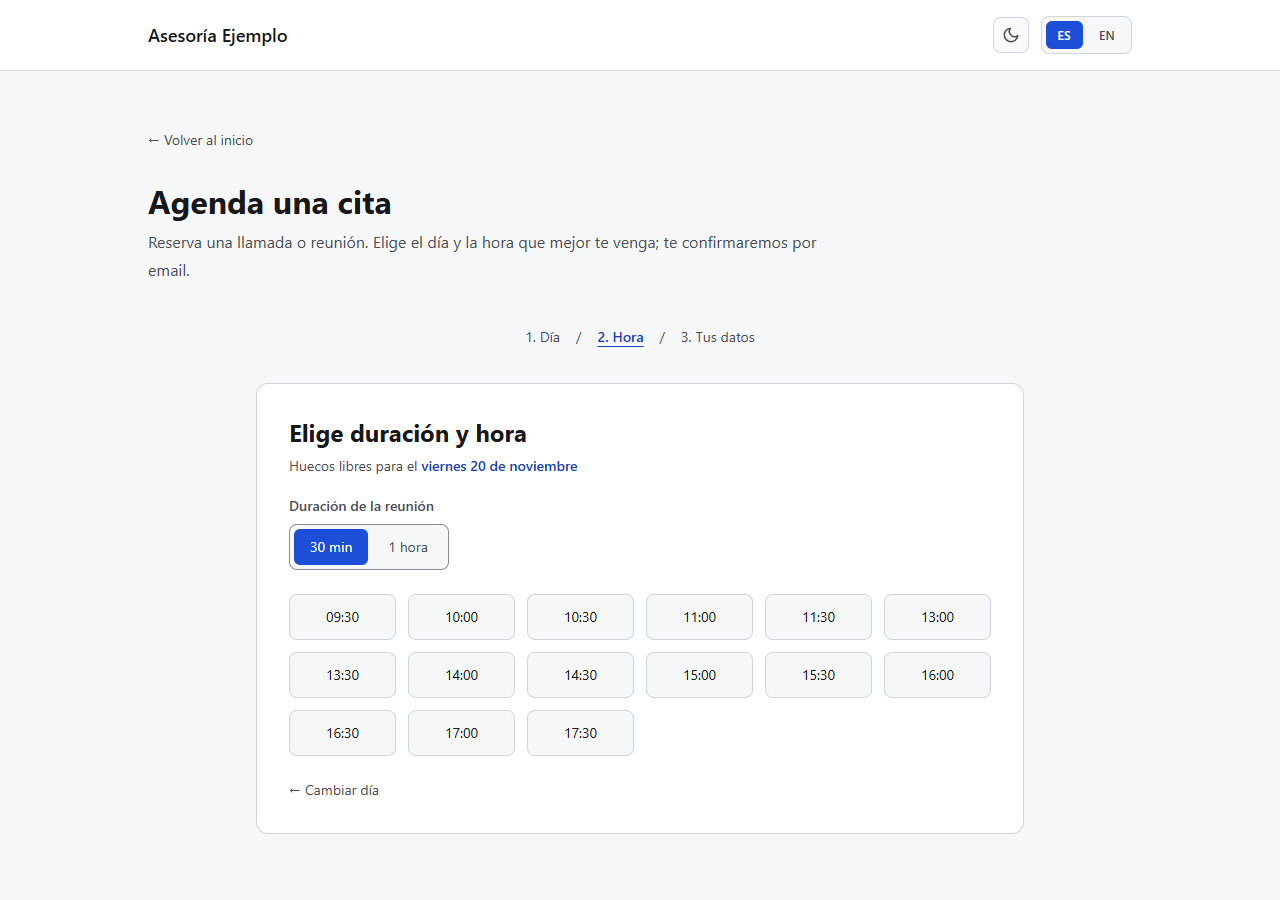 Asesoría Ejemplo
ES EN
← Volver al inicio
Agenda una cita
Reserva una llamada o reunión. Elige el día y la hora que mejor te venga; te confirmaremos por
email.
1. Día / 2. Hora / 3. Tus datos
Elige duración y hora
Huecos libres para el viernes 20 de noviembre
Duración de la reunión
30 min 1 hora
09:30 10:00 10:30 11:00 11:30 13:00
13:30 14:00 14:30 15:00 15:30 16:00
16:30 17:00 17:30
← Cambiar día